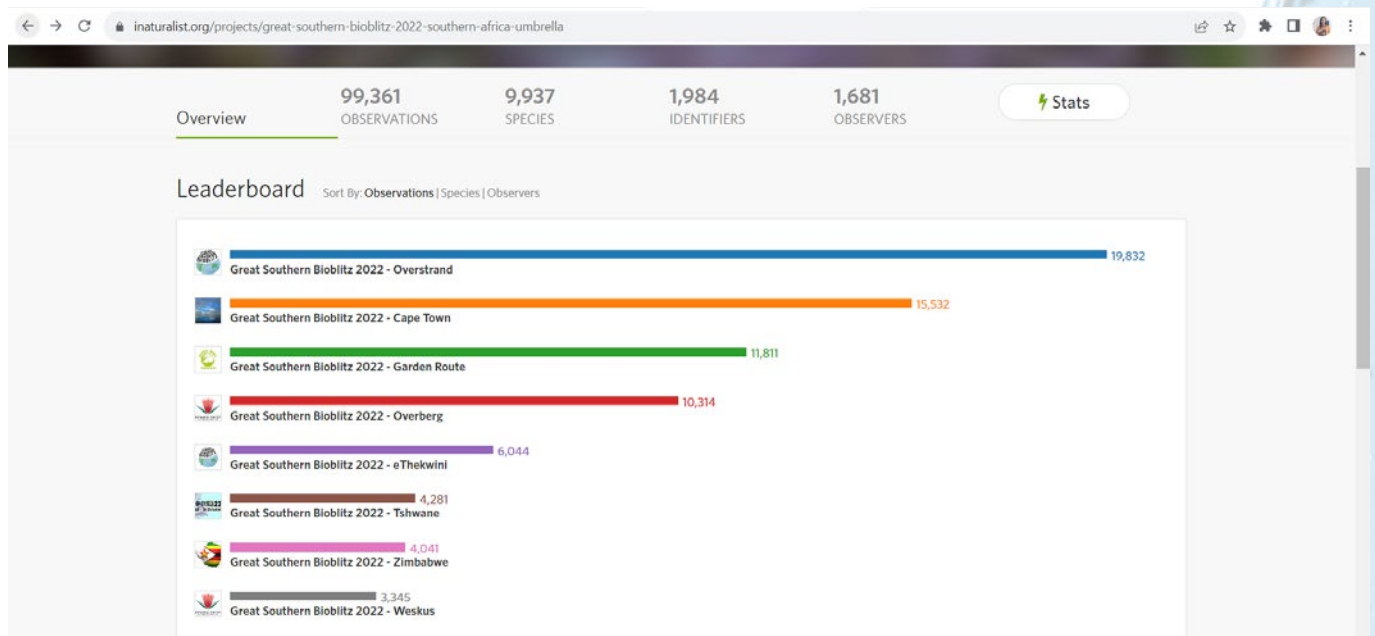 inaturalist.org/projects/great-southern-bioblitz-2022-southern-africa-umbrella
Overview
99,361
OBSERVATIONS
9,937
SPECIES
1,984
IDENTIFIERS
1,681
OBSERVERS
Stats
Leaderboard Sort By: Observations | Species | Observers
19,832
Great Southern Bioblitz 2022 - Overstrand
15,532
Great Southern Bioblitz 2022 - Cape Town
11,811
Great Southern Bioblitz 2022 - Garden Route
10,314
Great Southern Bioblitz 2022 - Overberg
6,044
Great Southern Bioblitz 2022 - eThekwini
4,281
Great Southern Bioblitz 2022 - Tshwane
4,041
Great Southern Bioblitz 2022 - Zimbabwe
3,345
Great Southern Bioblitz 2022 - Weskus